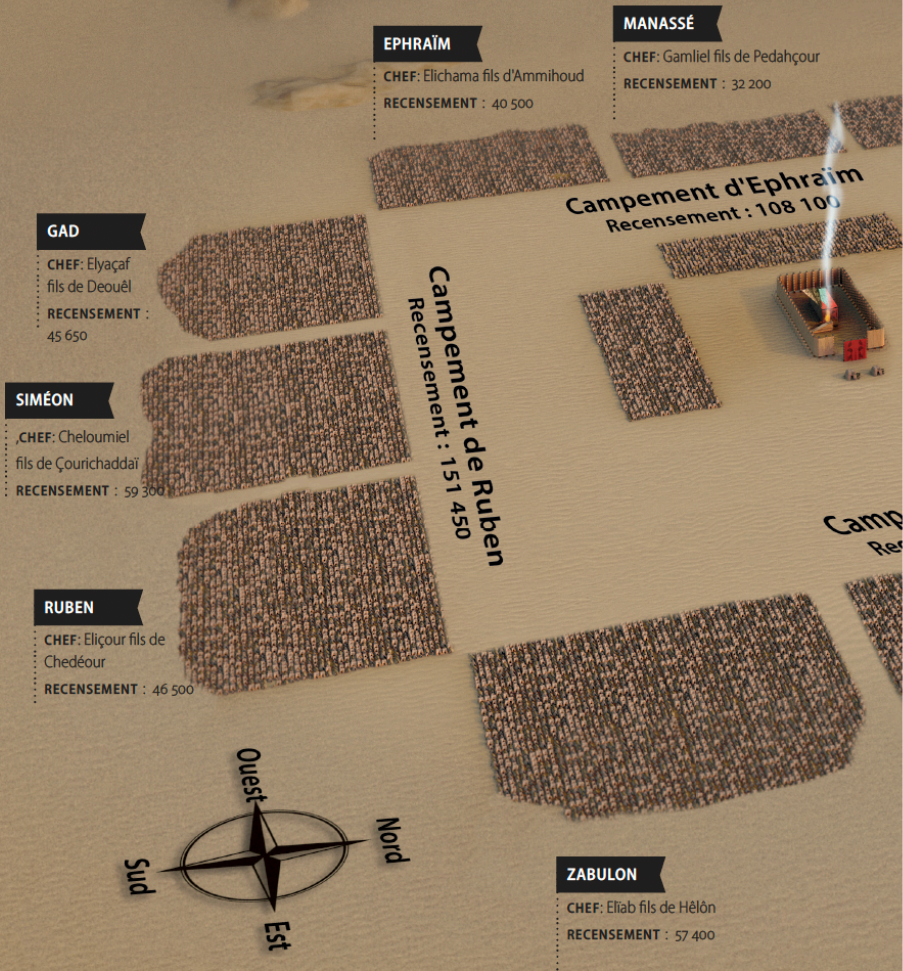 MANASSÉ
CHEF: Gamliel fils de Pedahçour
RECENSEMENT : 32 200
EPHRAÏM
CHEF: Elichama fils d'Ammihoud
RECENSEMENT : 40 500
Campement d'Ephraïm
Recensement : 108 100
GAD
CHEF: Elyaçaf
fils de Deouêl
RECENSEMENT :
45 650
Campement de Ruben
Recensement : 151 450
SIMÉON
,CHEF: Cheloumiel
fils de Çourichaddaï
RECENSEMENT : 59 300
Camp
Rec
RUBEN
CHEF: Eliçour fils de
Chedéour
RECENSEMENT : 46 500
Ouest
Nord
Sud
Est
ZABULON
CHEF: Elïab fils de Hêlôn
RECENSEMENT : 57 400